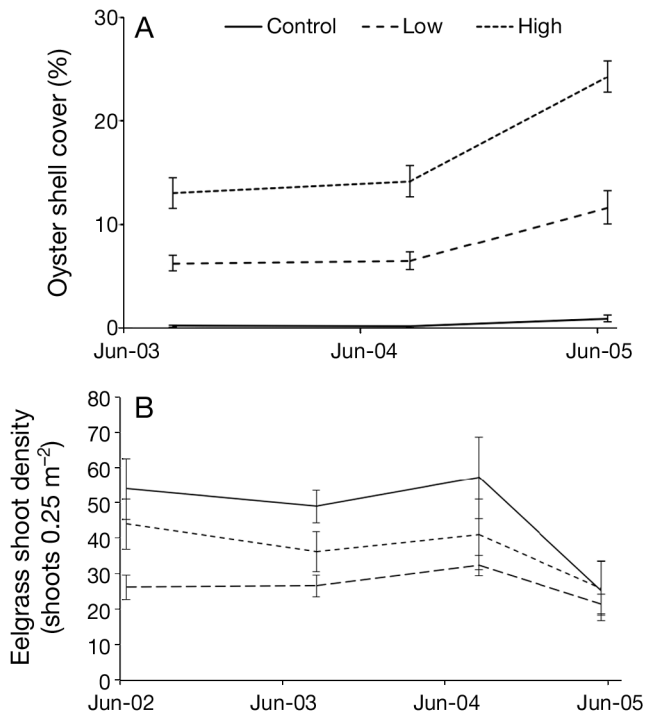 A
Control
Low
High
Oyster shell cover (%)
30
20
10
0
Jun-03
Jun-04
Jun-05
B
Eelgrass shoot density
(shoots 0.25 m⁻²)
80
70
60
50
40
30
20
10
0
Jun-02
Jun-03
Jun-04
Jun-05